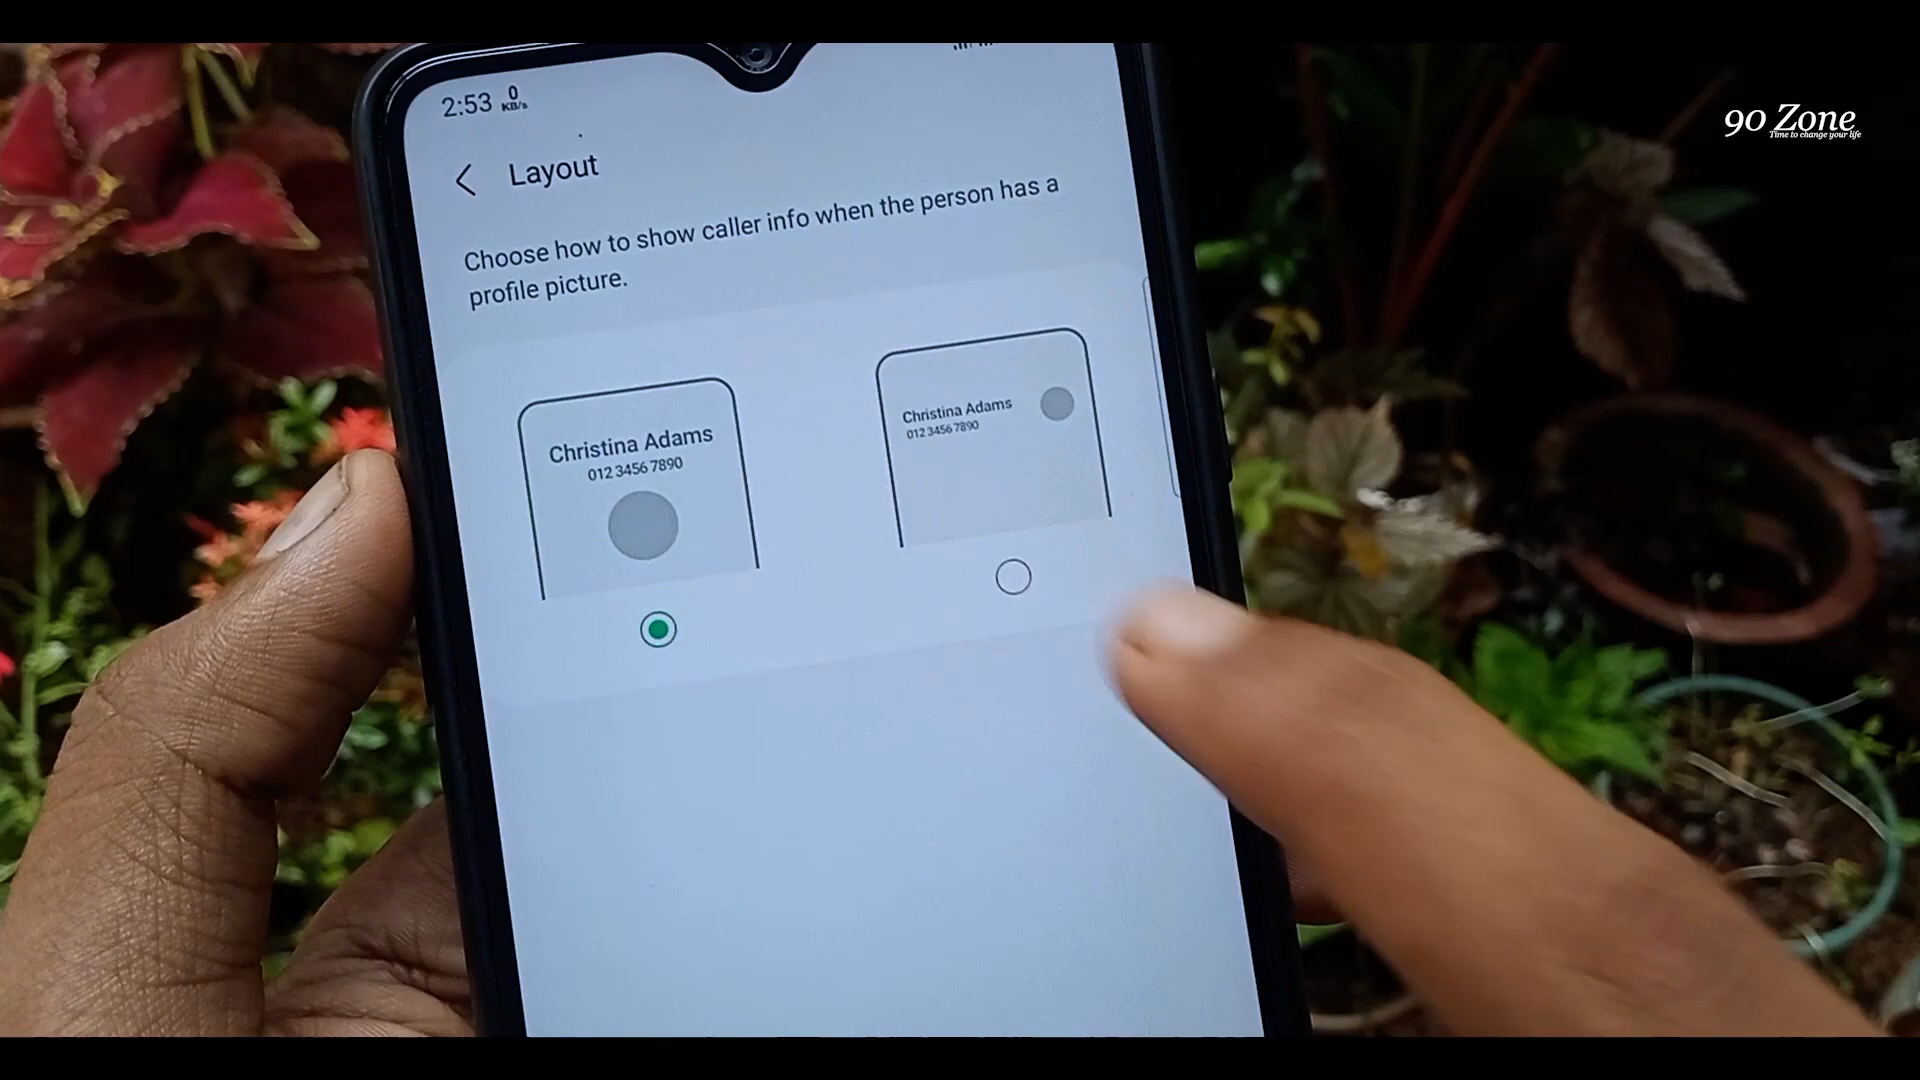 2:53 0 KB/s
90 Zone
Time to change your life
Layout
Choose how to show caller info when the person has a
profile picture.
Christina Adams
012 3456 7890
Christina Adams
012 3456 7890